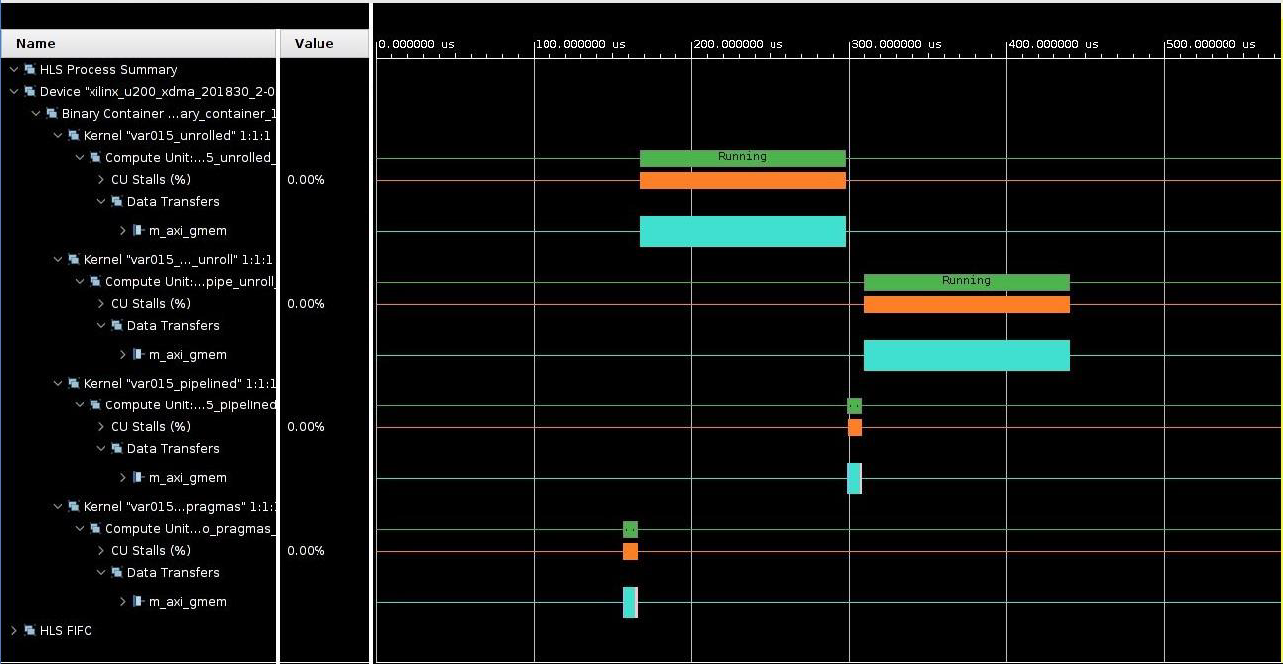 Name Value
0.000000 us 100.000000 us 200.000000 us 300.000000 us 400.000000 us 500.000000 us
HLS Process Summary
Device "xilinx_u200_xdma_201830_2-0
Binary Container ...ary_container_1
Kernel "var015_unrolled" 1:1:1
Compute Unit:...5_unrolled_ Running
CU Stalls (%) 0.00%
Data Transfers
m_axi_gmem
Kernel "var015_..._unroll" 1:1:1
Compute Unit:...pipe_unroll_ Running
CU Stalls (%) 0.00%
Data Transfers
m_axi_gmem
Kernel "var015_pipelined" 1:1:1
Compute Unit:...5_pipelined
CU Stalls (%) 0.00%
Data Transfers
m_axi_gmem
Kernel "var015...pragmas" 1:1:
Compute Unit...o_pragmas_
CU Stalls (%) 0.00%
Data Transfers
m_axi_gmem
HLS FIFC